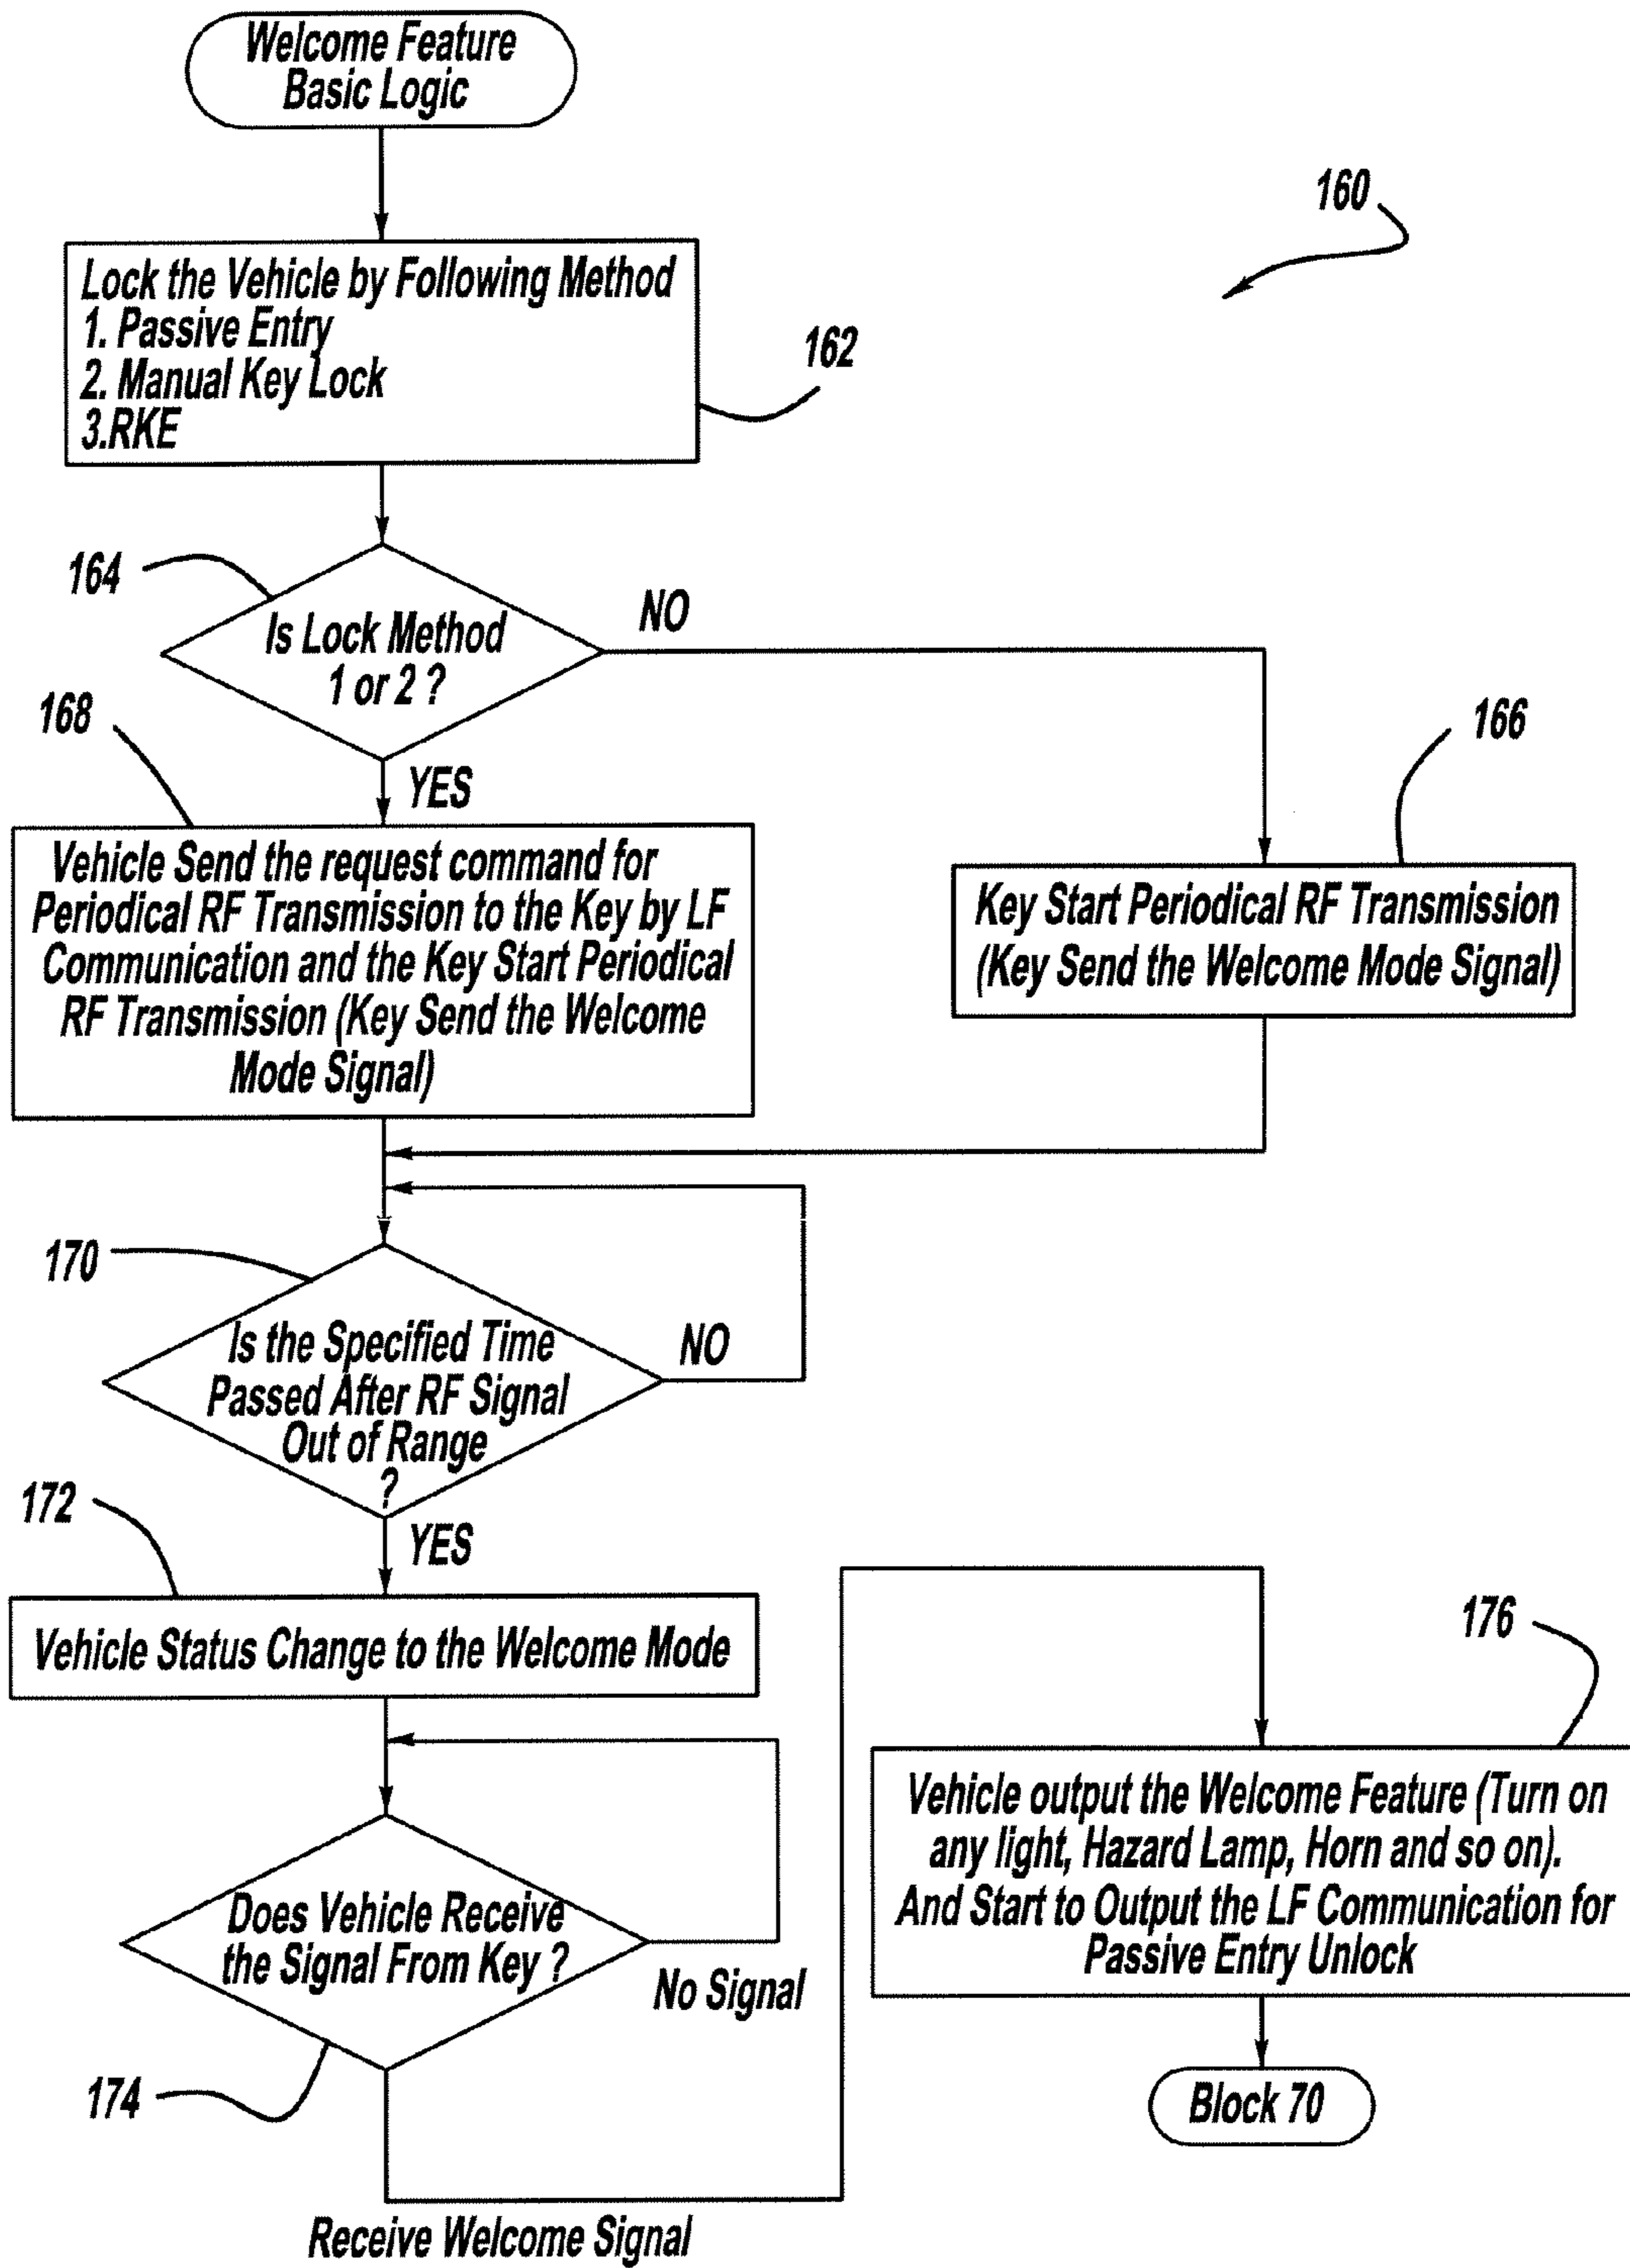 Welcome Feature
Basic Logic
160
Lock the Vehicle by Following Method
1. Passive Entry
2. Manual Key Lock
3.RKE
162
164
Is Lock Method
1 or 2 ?
NO
168
YES
166
Vehicle Send the request command for
Periodical RF Transmission to the Key by LF
Communication and the Key Start Periodical
RF Transmission (Key Send the Welcome
Mode Signal)
Key Start Periodical RF Transmission
(Key Send the Welcome Mode Signal)
170
Is the Specified Time
Passed After RF Signal
Out of Range
?
NO
172
YES
Vehicle Status Change to the Welcome Mode
176
Vehicle output the Welcome Feature (Turn on
any light, Hazard Lamp, Horn and so on).
And Start to Output the LF Communication for
Passive Entry Unlock
Does Vehicle Receive
the Signal From Key ?
No Signal
174
Block 70
Receive Welcome Signal